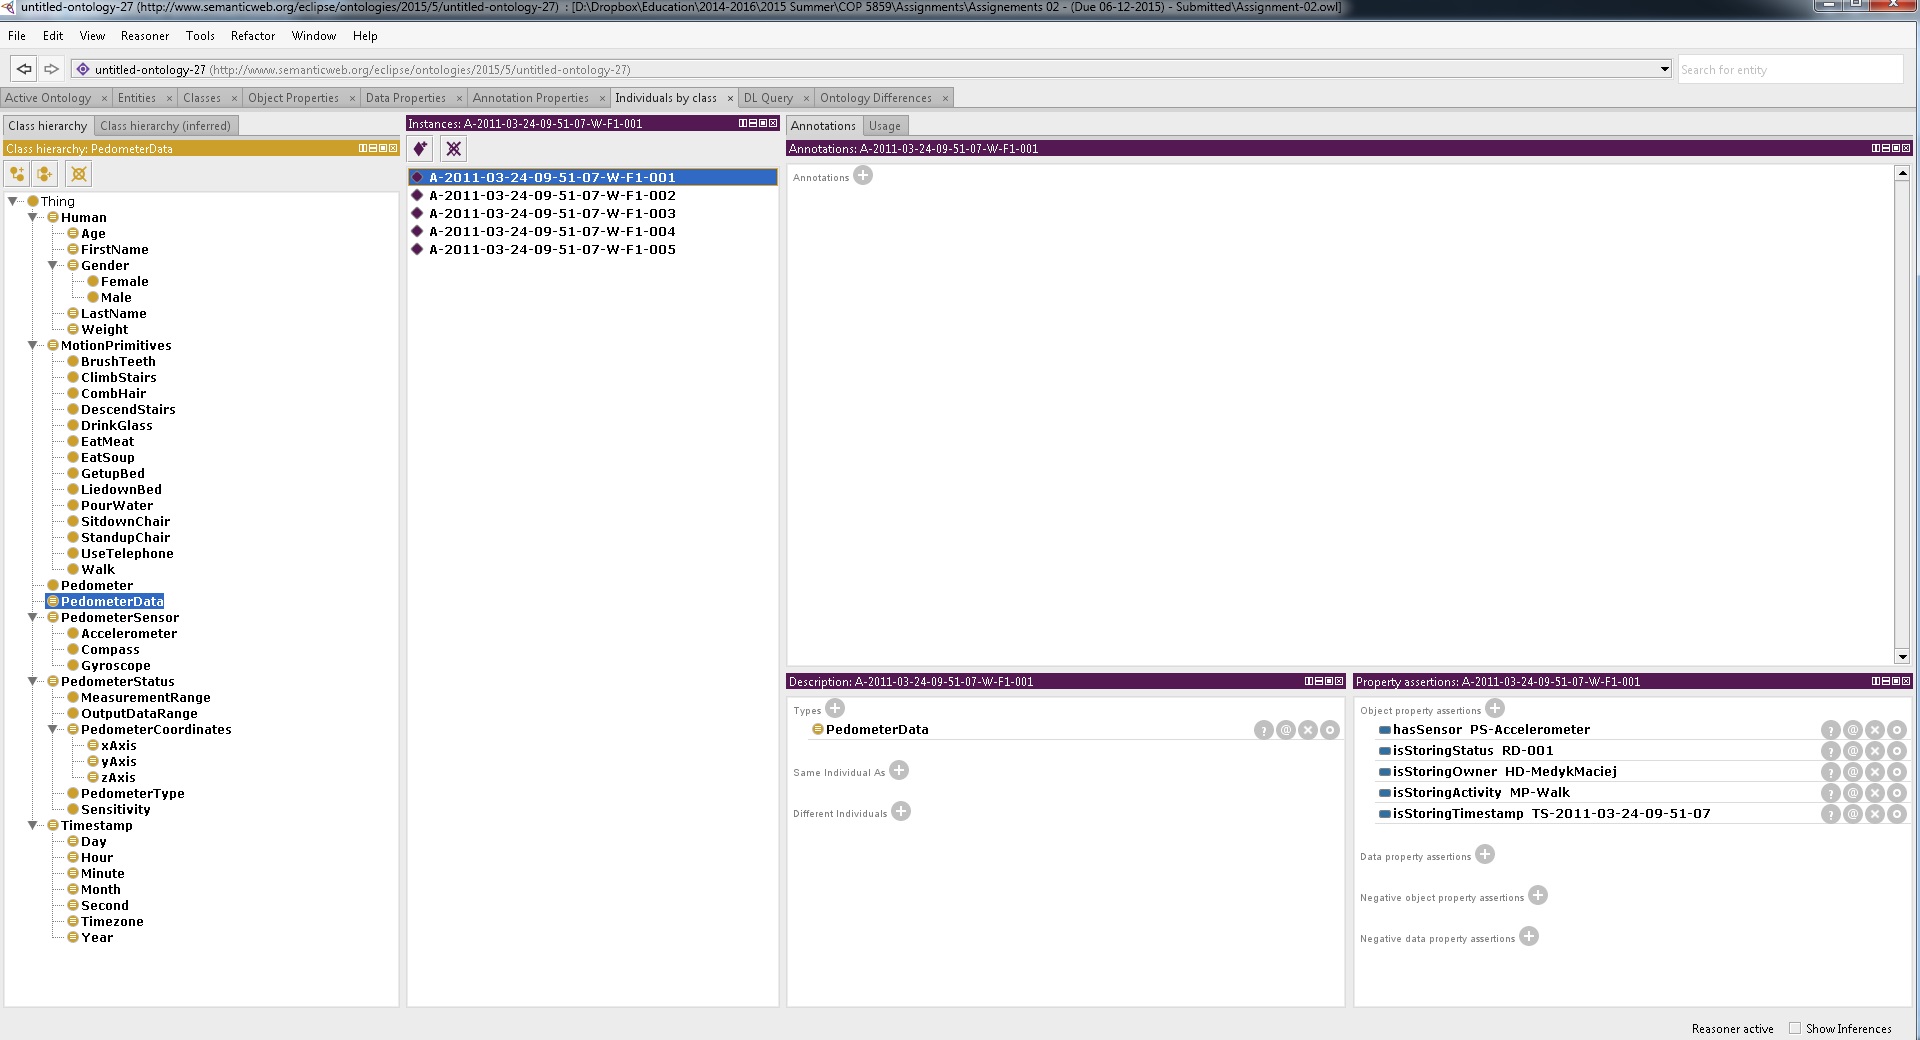 untitled-ontology-27 (http://www.semanticweb.org/eclipse/ontologies/2015/5/untitled-ontology-27) : [D:\Dropbox\Education\2014-2016\2015 Summer\COP 5859\Assignments\Assignements 02 - (Due 06-12-2015) - Submitted\Assignment-02.owl]
File Edit View Reasoner Tools Refactor Window Help
untitled-ontology-27 (http://www.semanticweb.org/eclipse/ontologies/2015/5/untitled-ontology-27)
Search for entity
Active Ontology × Entities × Classes × Object Properties × Data Properties × Annotation Properties × Individuals by class × DL Query × Ontology Differences ×
Class hierarchy Class hierarchy (inferred)
Class hierarchy: PedometerData
Thing
Human
Age
FirstName
Gender
Female
Male
LastName
Weight
MotionPrimitives
BrushTeeth
ClimbStairs
CombHair
DescendStairs
DrinkGlass
EatMeat
EatSoup
GetupBed
LiedownBed
PourWater
SitdownChair
StandupChair
UseTelephone
Walk
Pedometer
PedometerData
PedometerSensor
Accelerometer
Compass
Gyroscope
PedometerStatus
MeasurementRange
OutputDataRange
PedometerCoordinates
xAxis
yAxis
zAxis
PedometerType
Sensitivity
Timestamp
Day
Hour
Minute
Month
Second
Timezone
Year
Instances: A-2011-03-24-09-51-07-W-F1-001
A-2011-03-24-09-51-07-W-F1-001
A-2011-03-24-09-51-07-W-F1-002
A-2011-03-24-09-51-07-W-F1-003
A-2011-03-24-09-51-07-W-F1-004
A-2011-03-24-09-51-07-W-F1-005
Annotations Usage
Annotations: A-2011-03-24-09-51-07-W-F1-001
Annotations
Description: A-2011-03-24-09-51-07-W-F1-001
Types
PedometerData
Same Individual As
Different Individuals
Property assertions: A-2011-03-24-09-51-07-W-F1-001
Object property assertions
hasSensor PS-Accelerometer
isStoringStatus RD-001
isStoringOwner HD-MedykMaciej
isStoringActivity MP-Walk
isStoringTimestamp TS-2011-03-24-09-51-07
Data property assertions
Negative object property assertions
Negative data property assertions
Reasoner active Show Inferences